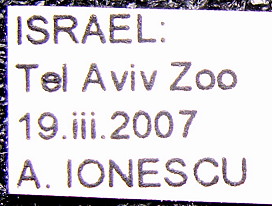 ISRAEL:
Tel Aviv Zoo
19.iii.2007
A. IONESCU